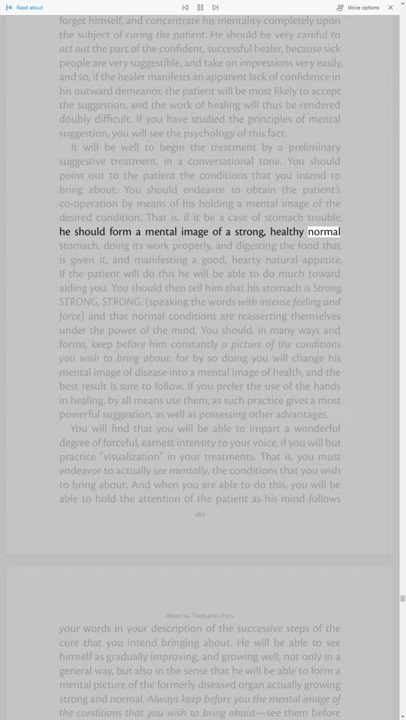 Read aloud
Voice options
forget himself, and concentrate his mentality completely upon
the subject of curing the patient. He should be very careful to
act out the part of the confident, successful healer, because sick
people are very suggestible, and take on impressions very easily,
and so, if the healer manifests an apparent lack of confidence in
his outward demeanor, the patient will be most likely to accept
the suggestion, and the work of healing will thus be rendered
doubly difficult. If you have studied the principles of mental
suggestion, you will see the psychology of this fact.
It will be well to begin the treatment by a preliminary
suggestive treatment, in a conversational tone. You should
point out to the patient the conditions that you intend to
bring about. You should endeavor to obtain the patient's
co-operation by means of his holding a mental image of the
desired condition. That is, if it be a case of stomach trouble,
he should form a mental image of a strong, healthy normal
stomach, doing its work properly, and digesting the food that
is given it, and manifesting a good, hearty natural appetite.
If the patient will do this he will be able to do much toward
aiding you. You should then tell him that his stomach is Strong,
STRONG, STRONG, (speaking the words with intense feeling and
force) and that normal conditions are reasserting themselves
under the power of the mind. You should, in many ways and
forms, keep before him constantly a picture of the conditions
you wish to bring about, for by so doing you will change his
mental image of disease into a mental image of health, and the
best result is sure to follow. If you prefer the use of the hands
in healing, by all means use them, as such practice gives a most
powerful suggestion, as well as possessing other advantages.
You will find that you will be able to impart a wonderful
degree of forceful, earnest intensity to your voice, if you will but
practice "visualization" in your treatments. That is, you must
endeavor to actually see mentally, the conditions that you wish
to bring about. And when you are able to do this, you will be
able to hold the attention of the patient as his mind follows
Mental Therapeutics
your words in your description of the successive steps of the
cure that you intend bringing about. He will be able to see
himself as gradually improving, and growing well, not only in a
general way, but also in the sense that he will be able to form a
mental picture of the formerly diseased organ actually growing
strong and normal. Always keep before you the mental image of
the conditions that you wish to bring about—see them before